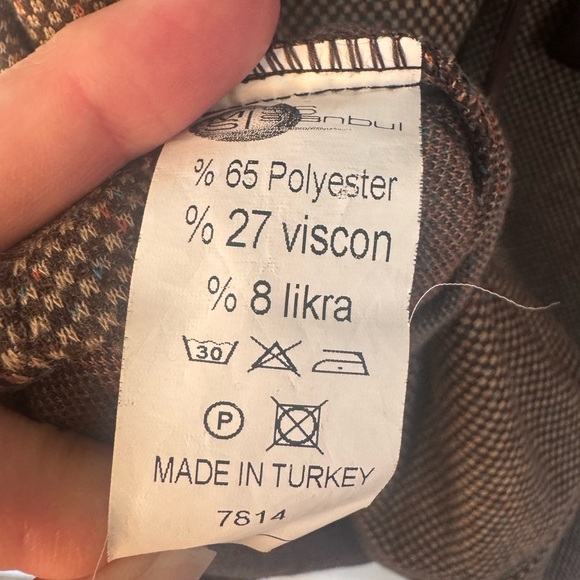 % 65 Polyester
% 27 viscon
% 8 likra
30
P
MADE IN TURKEY
7814